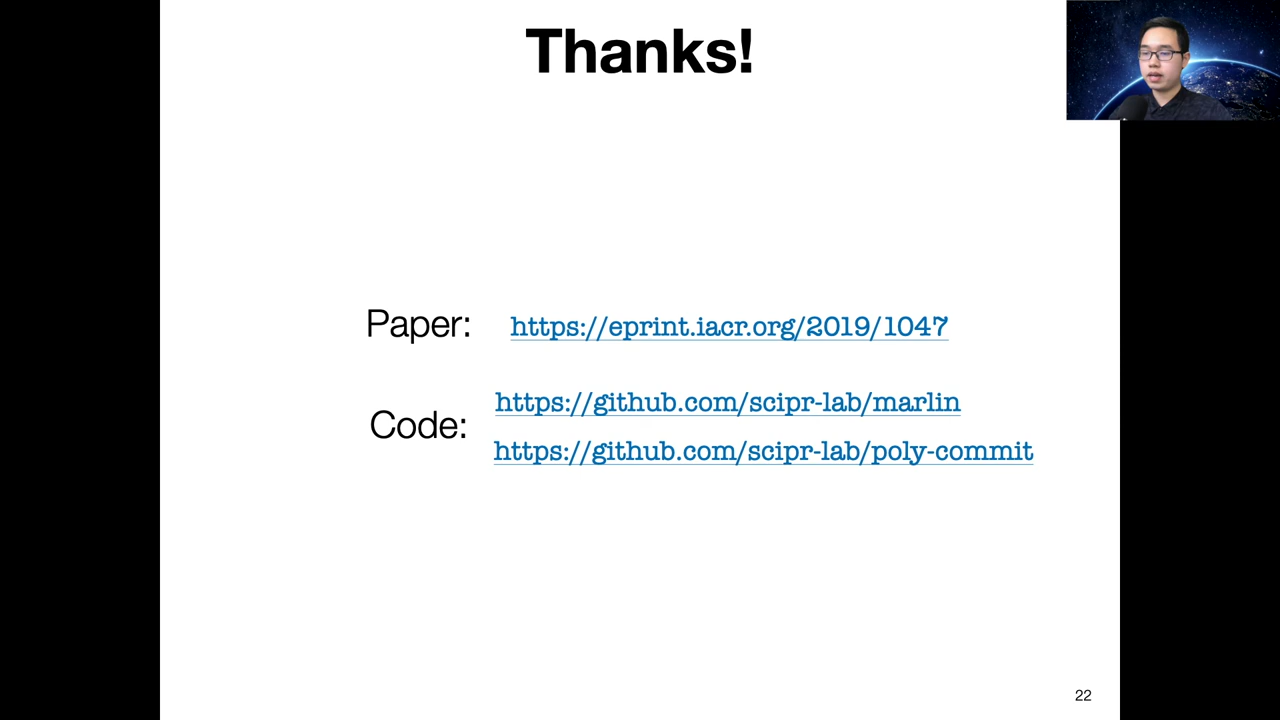 Thanks!
Paper: https://eprint.iacr.org/2019/1047
Code: https://github.com/scipr-lab/marlin
https://github.com/scipr-lab/poly-commit
22